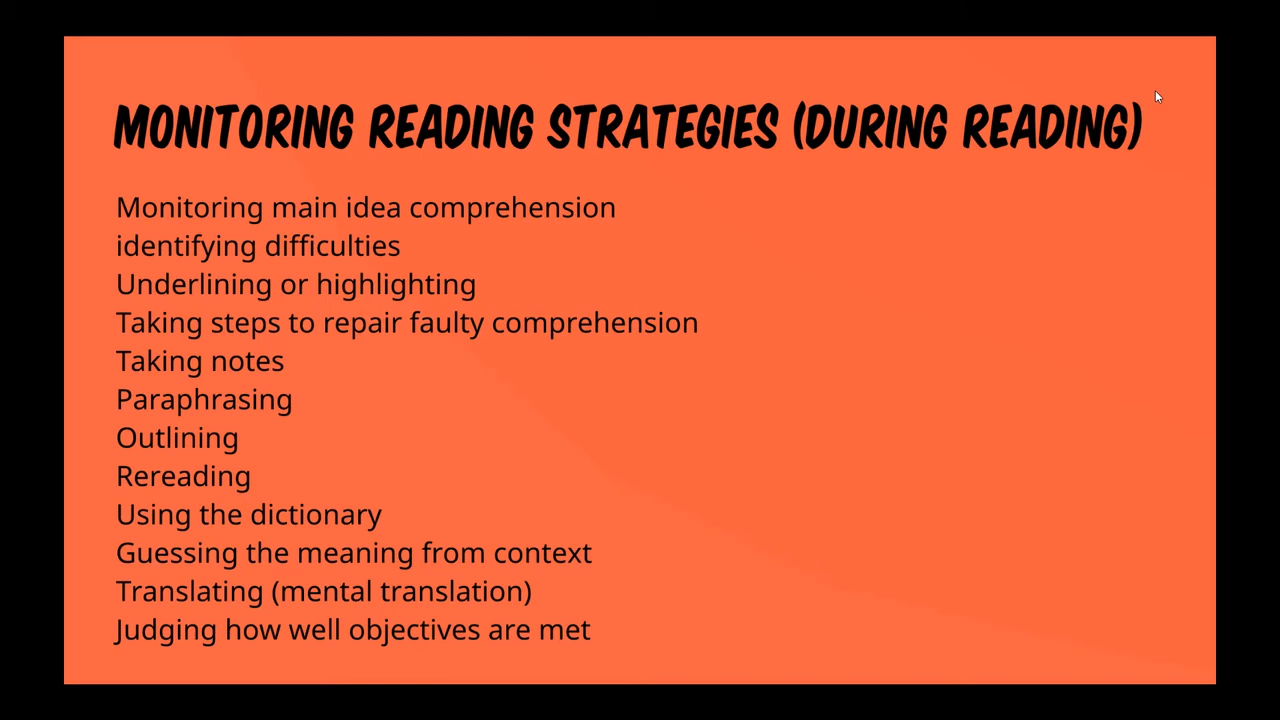 MONITORING READING STRATEGIES (DURING READING)
Monitoring main idea comprehension
identifying difficulties
Underlining or highlighting
Taking steps to repair faulty comprehension
Taking notes
Paraphrasing
Outlining
Rereading
Using the dictionary
Guessing the meaning from context
Translating (mental translation)
Judging how well objectives are met